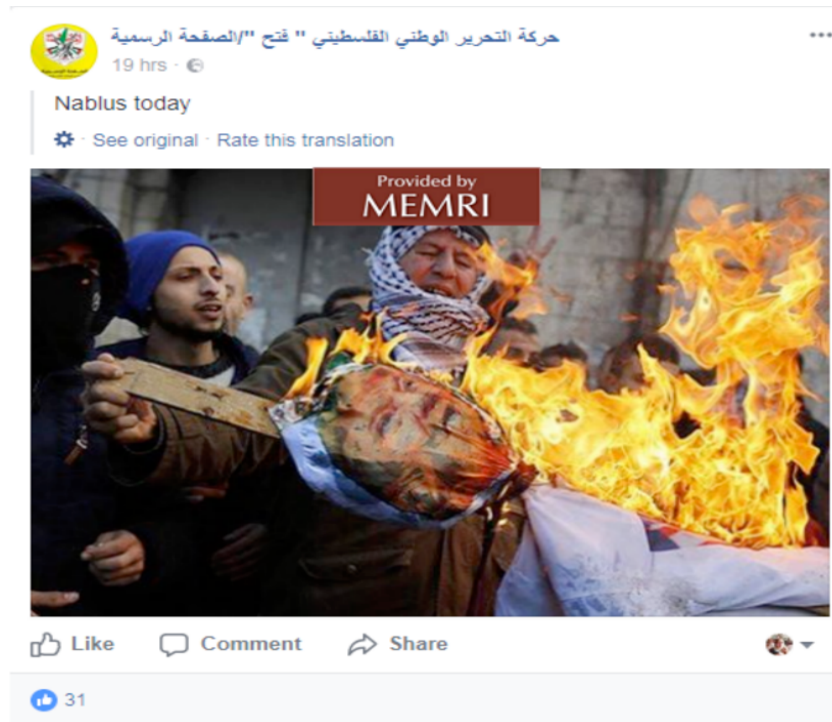 حركة التحرير الوطني الفلسطيني " فتح "/الصفحة الرسمية
19 hrs ·
Nablus today
· See original · Rate this translation
Provided by
MEMRI
Like Comment Share
31